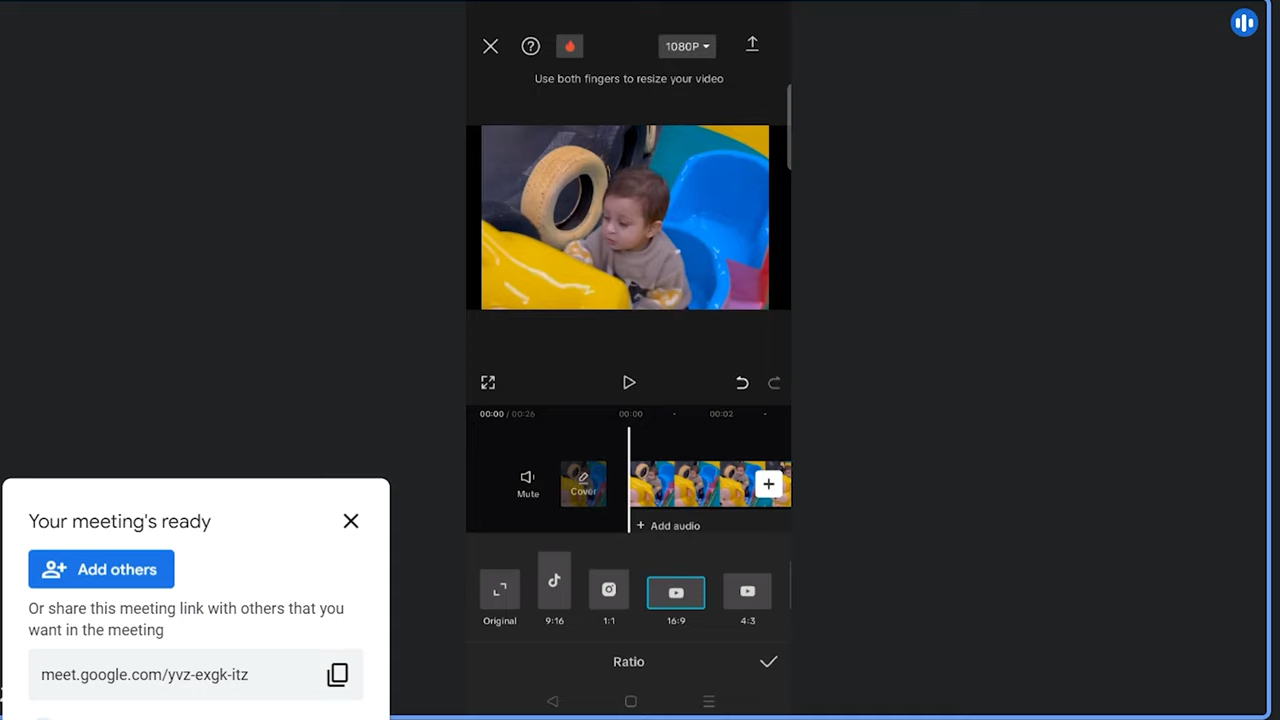 1080P
Use both fingers to resize your video
00:00 / 00:26
00:00
00:02
Mute
Cover
+ Add audio
Original
9:16
1:1
16:9
4:3
Ratio
Your meeting's ready
Add others
Or share this meeting link with others that you
want in the meeting
meet.google.com/yvz-exgk-itz